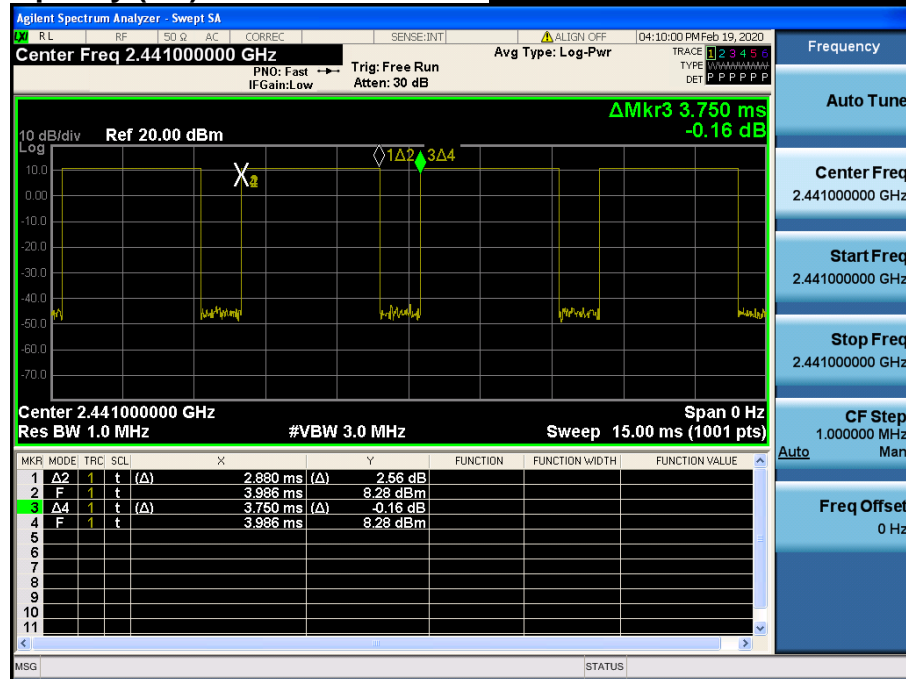 Agilent Spectrum Analyzer - Swept SA
LXI RL RF 50 Ω AC CORREC SENSE:INT ALIGN OFF 04:10:00 PM Feb 19, 2020
Center Freq 2.441000000 GHz
PNO: Fast
IFGain:Low
Trig: Free Run
Atten: 30 dB
Avg Type: Log-Pwr
TRACE 1 2 3 4 5 6
TYPE WWWWWW
DET P P P P P P
ΔMkr3 3.750 ms
-0.16 dB
10 dB/div Ref 20.00 dBm
Log
1Δ2 3Δ4
X
10.0
0.00
-10.0
-20.0
-30.0
-40.0
-50.0
-60.0
-70.0
Center 2.441000000 GHz Span 0 Hz
Res BW 1.0 MHz #VBW 3.0 MHz Sweep 15.00 ms (1001 pts)
MKR MODE TRC SCL X Y FUNCTION FUNCTION WIDTH FUNCTION VALUE
1 Δ2 1 t (Δ) 2.880 ms (Δ) 2.56 dB
2 F 1 t 3.986 ms 8.28 dBm
3 Δ4 1 t (Δ) 3.750 ms (Δ) -0.16 dB
4 F 1 t 3.986 ms 8.28 dBm
5
6
7
8
9
10
11
MSG STATUS
Frequency
Auto Tune
Center Freq
2.441000000 GHz
Start Freq
2.441000000 GHz
Stop Freq
2.441000000 GHz
CF Step
1.000000 MHz
Auto Man
Freq Offset
0 Hz